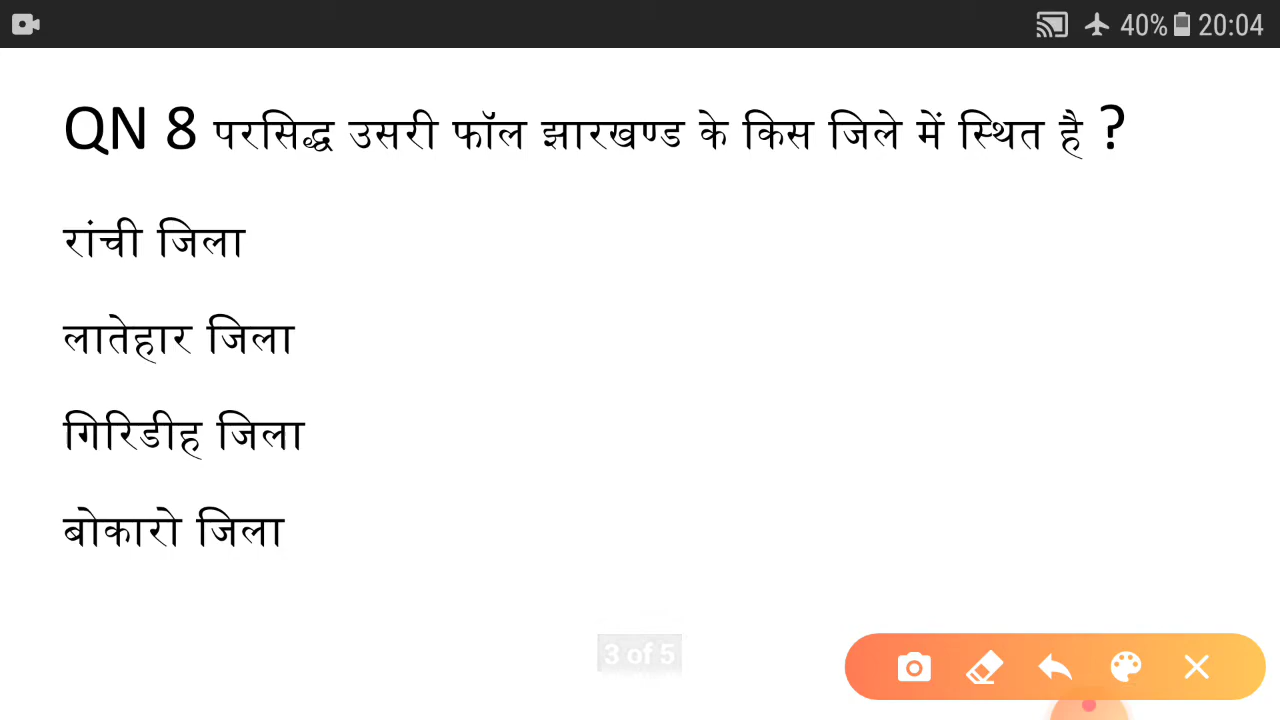 40% 20:04
QN 8 परसिद्ध उसरी फॉल झारखण्ड के किस जिले में स्थित है ?
रांची जिला
लातेहार जिला
गिरिडीह जिला
बोकारो जिला
3 of 5